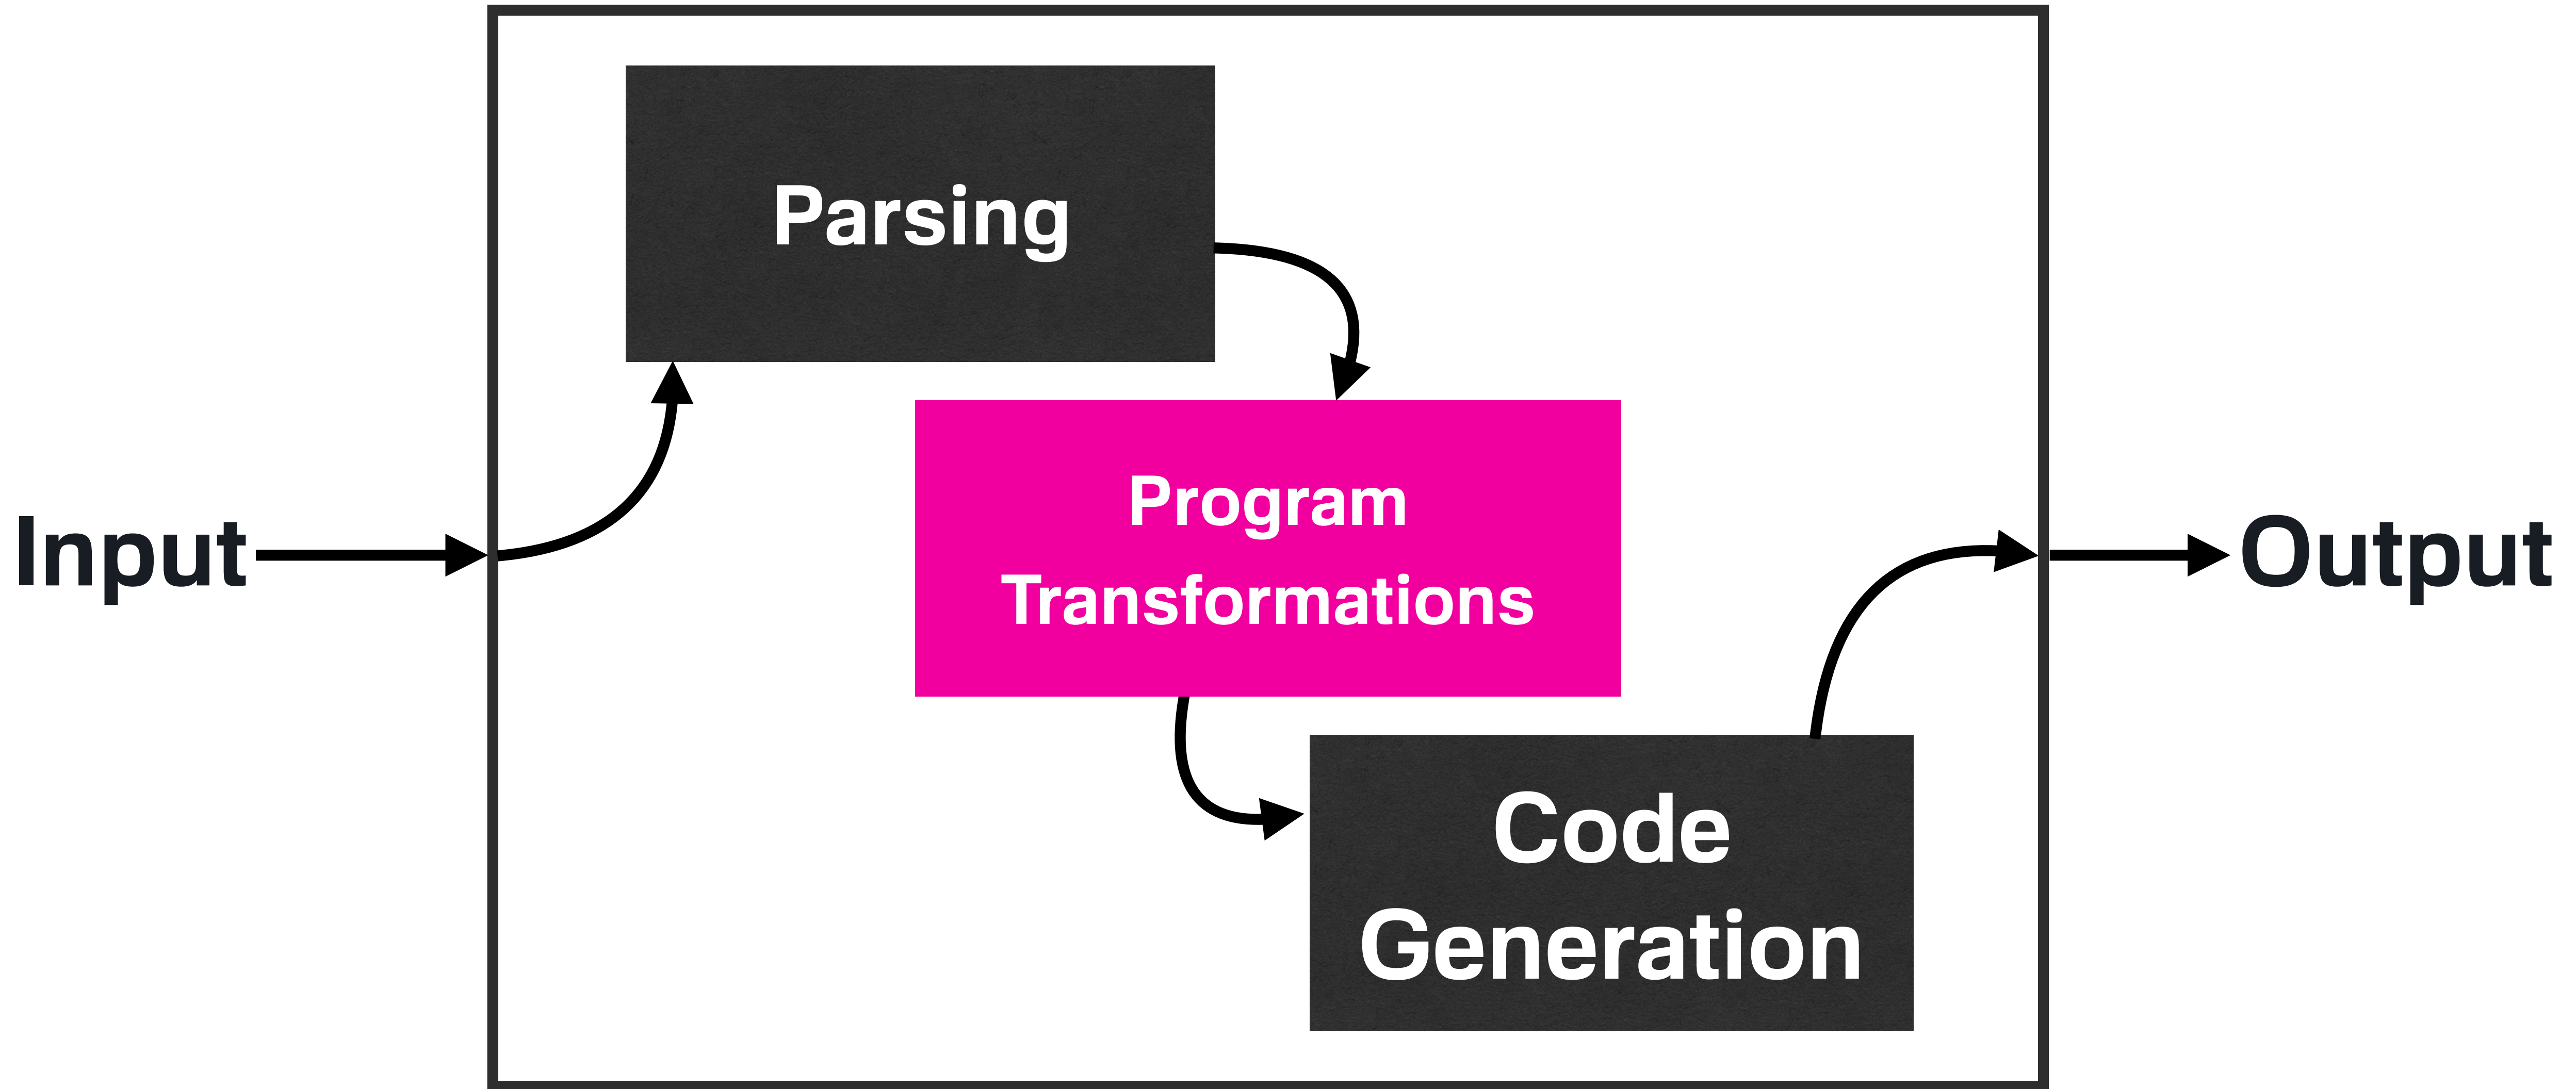 Parsing
Program
Transformations
Input
Output
Code
Generation